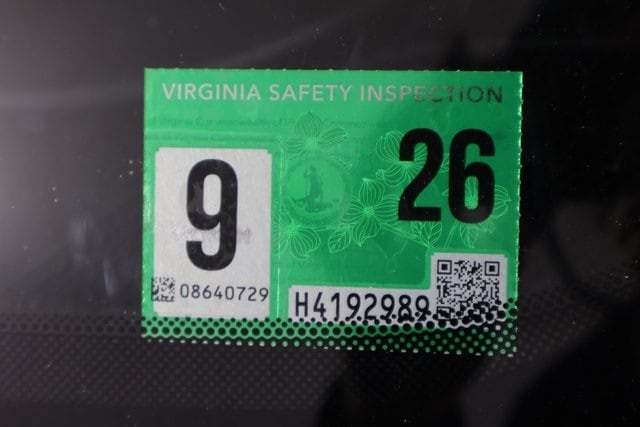 VIRGINIA SAFETY INSPECTION
9
26
08640729
H4192989